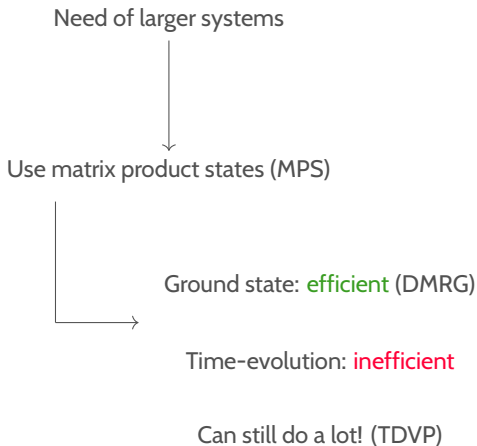 Need of larger systems
Use matrix product states (MPS)
Ground state: efficient (DMRG)
Time-evolution: inefficient
Can still do a lot! (TDVP)